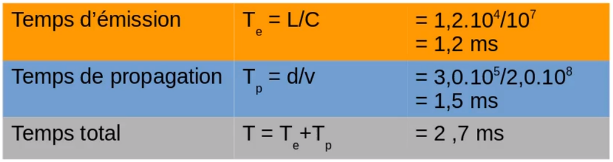 Temps d'émission Te = L/C = 1,2.10⁴/10⁷
= 1,2 ms
Temps de propagation Tp = d/v = 3,0.10⁵/2,0.10⁸
= 1,5 ms
Temps total T = Te+Tp = 2 ,7 ms